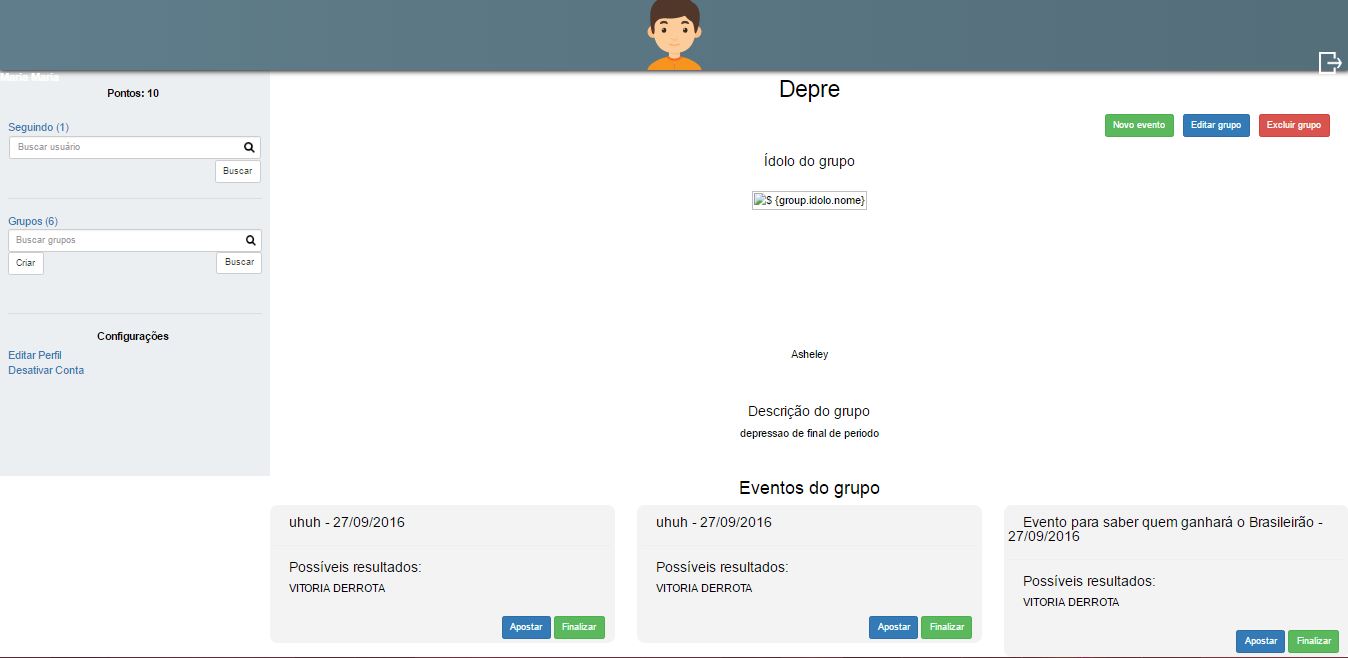 Maria Maria
Pontos: 10
Seguindo (1)
Buscar usuário
Buscar
Grupos (6)
Buscar grupos
Criar
Buscar
Configurações
Editar Perfil
Desativar Conta
Depre
Novo evento
Editar grupo
Excluir grupo
Ídolo do grupo
$ {group.idolo.nome}
Asheley
Descrição do grupo
depressao de final de periodo
Eventos do grupo
uhuh - 27/09/2016
Possíveis resultados:
VITORIA DERROTA
Apostar
Finalizar
uhuh - 27/09/2016
Possíveis resultados:
VITORIA DERROTA
Apostar
Finalizar
Evento para saber quem ganhará o Brasileirão -
27/09/2016
Possíveis resultados:
VITORIA DERROTA
Apostar
Finalizar